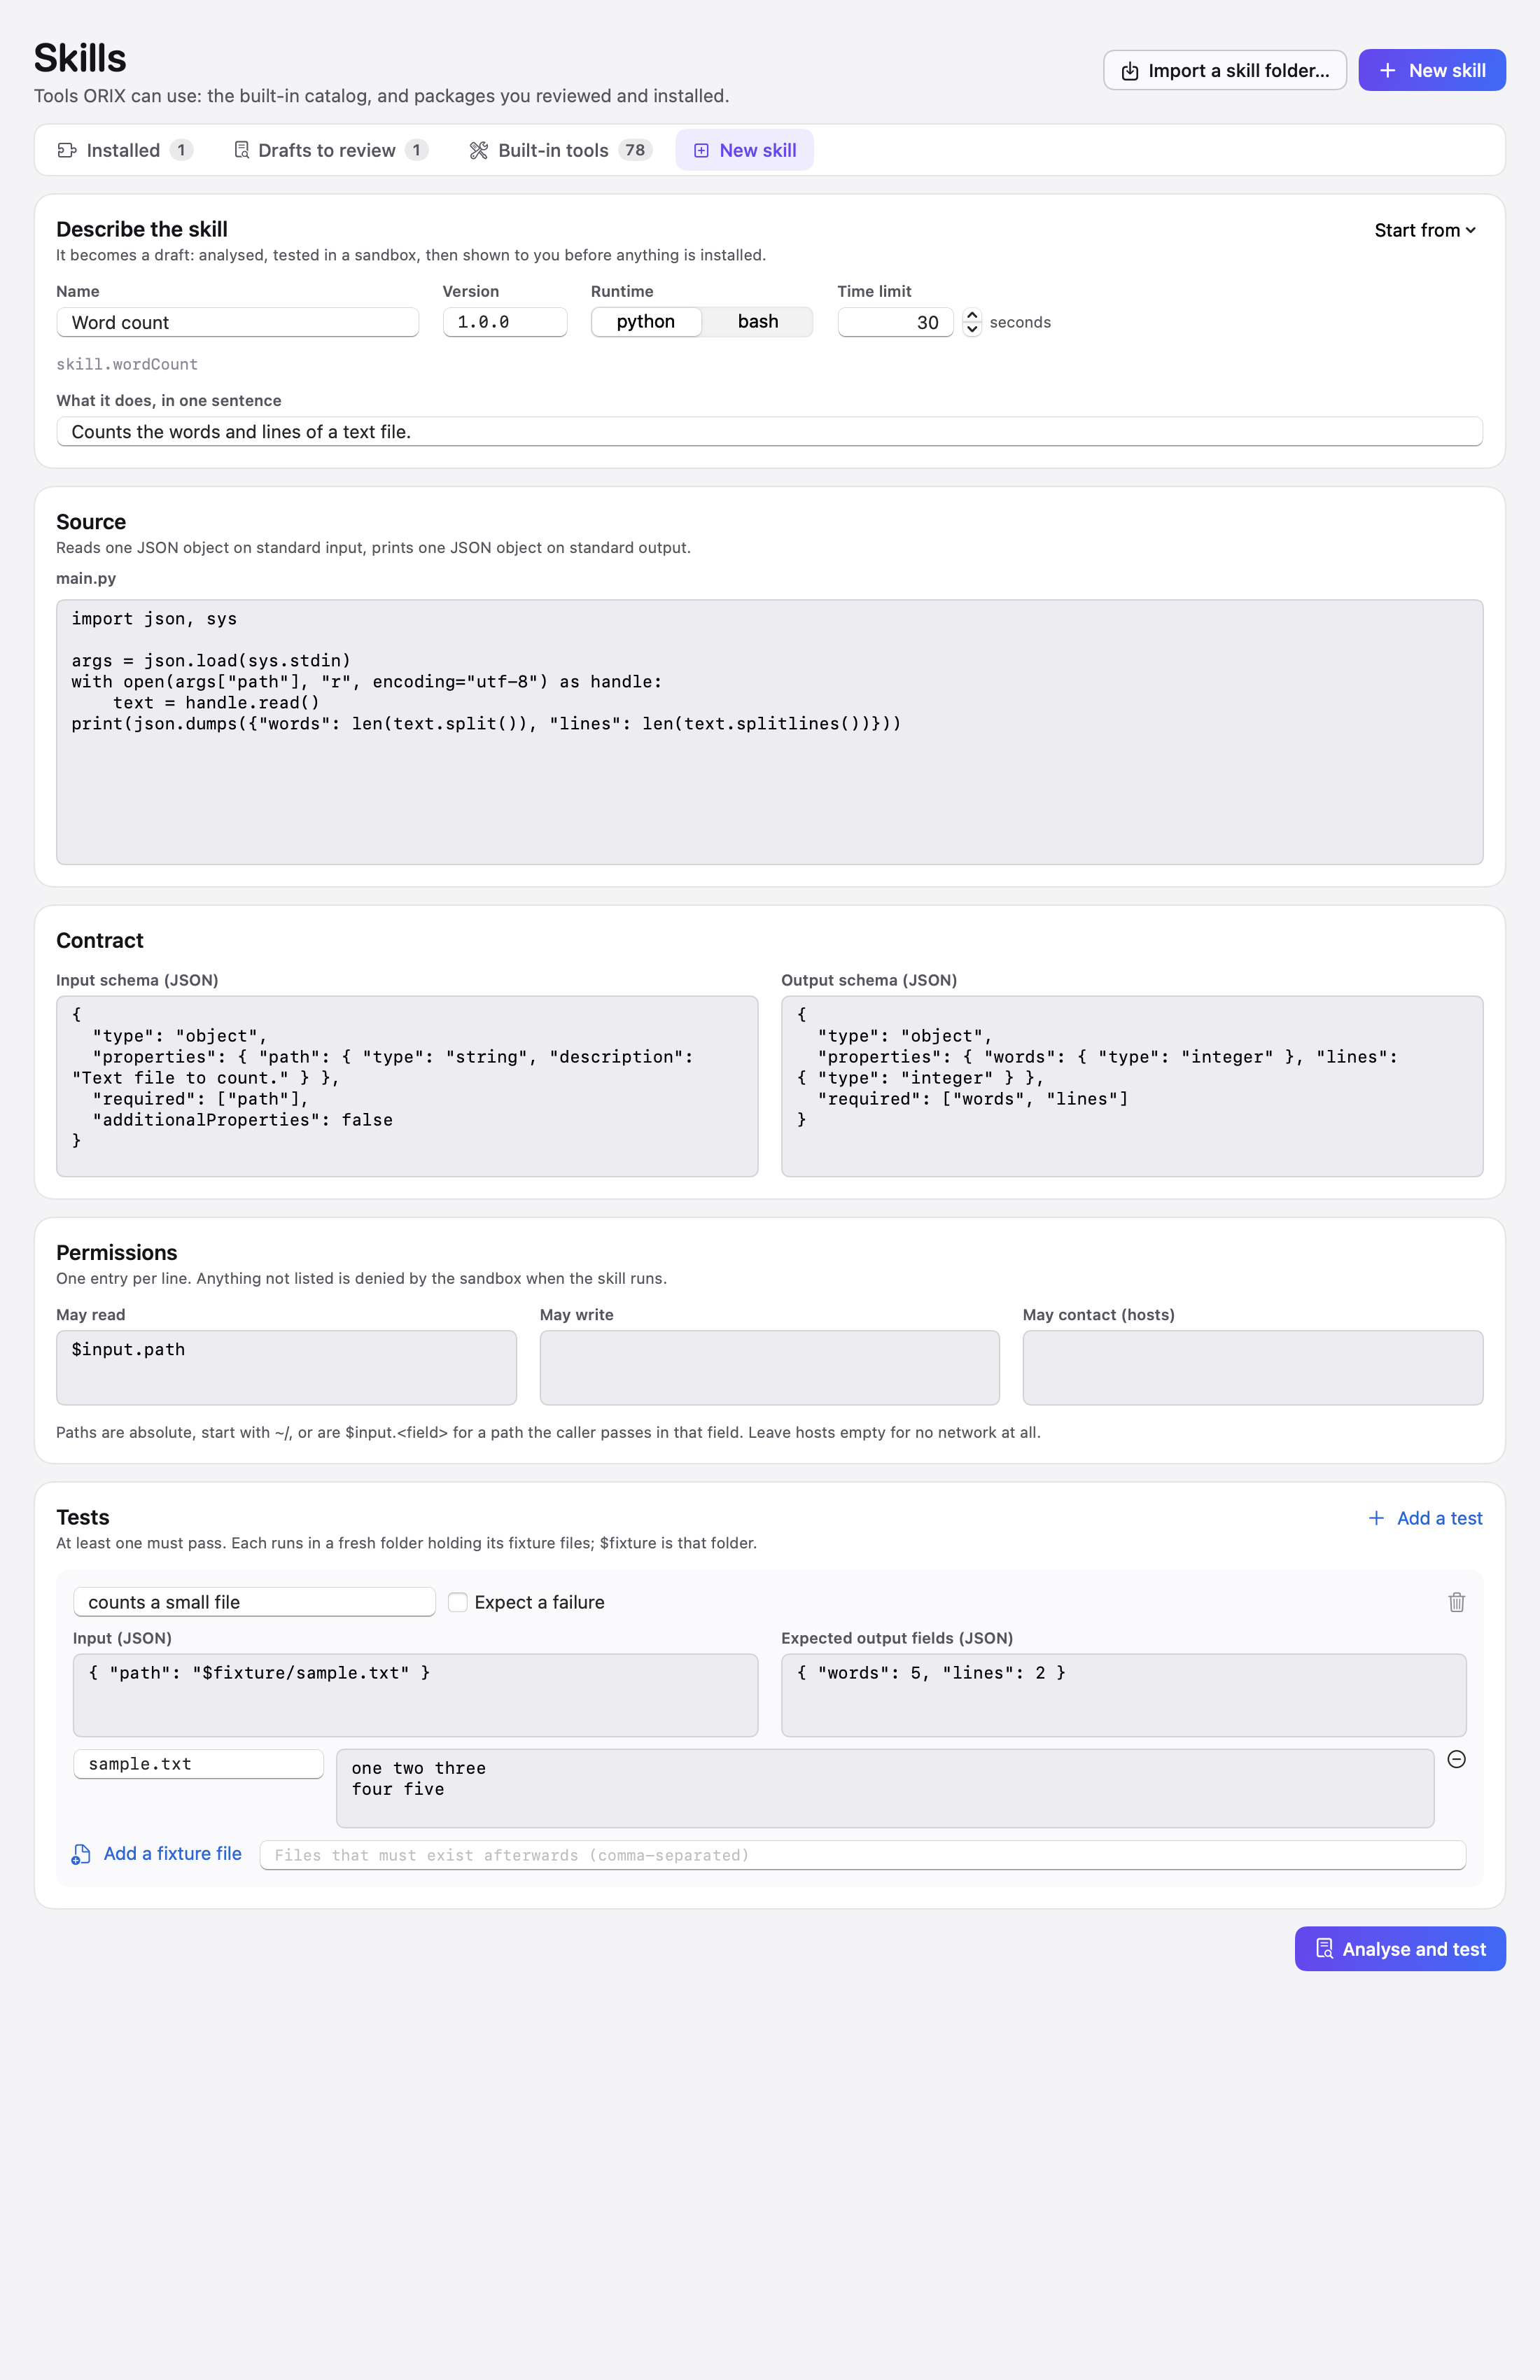 Skills
Tools ORIX can use: the built-in catalog, and packages you reviewed and installed.
Import a skill folder...
New skill
Installed 1
Drafts to review 1
Built-in tools 78
New skill
Describe the skill
Start from
It becomes a draft: analysed, tested in a sandbox, then shown to you before anything is installed.
Name
Version
Runtime
Time limit
Word count
1.0.0
python
bash
30
seconds
skill.wordCount
What it does, in one sentence
Counts the words and lines of a text file.
Source
Reads one JSON object on standard input, prints one JSON object on standard output.
main.py
import json, sys
args = json.load(sys.stdin)
with open(args["path"], "r", encoding="utf-8") as handle:
    text = handle.read()
print(json.dumps({"words": len(text.split()), "lines": len(text.splitlines())}))
Contract
Input schema (JSON)
{
  "type": "object",
  "properties": { "path": { "type": "string", "description":
"Text file to count." } },
  "required": ["path"],
  "additionalProperties": false
}
Output schema (JSON)
{
  "type": "object",
  "properties": { "words": { "type": "integer" }, "lines":
{ "type": "integer" } },
  "required": ["words", "lines"]
}
Permissions
One entry per line. Anything not listed is denied by the sandbox when the skill runs.
May read
May write
May contact (hosts)
$input.path
Paths are absolute, start with ~/, or are $input.<field> for a path the caller passes in that field. Leave hosts empty for no network at all.
Tests
Add a test
At least one must pass. Each runs in a fresh folder holding its fixture files; $fixture is that folder.
counts a small file
Expect a failure
Input (JSON)
Expected output fields (JSON)
{ "path": "$fixture/sample.txt" }
{ "words": 5, "lines": 2 }
sample.txt
one two three
four five
Add a fixture file
Files that must exist afterwards (comma-separated)
Analyse and test